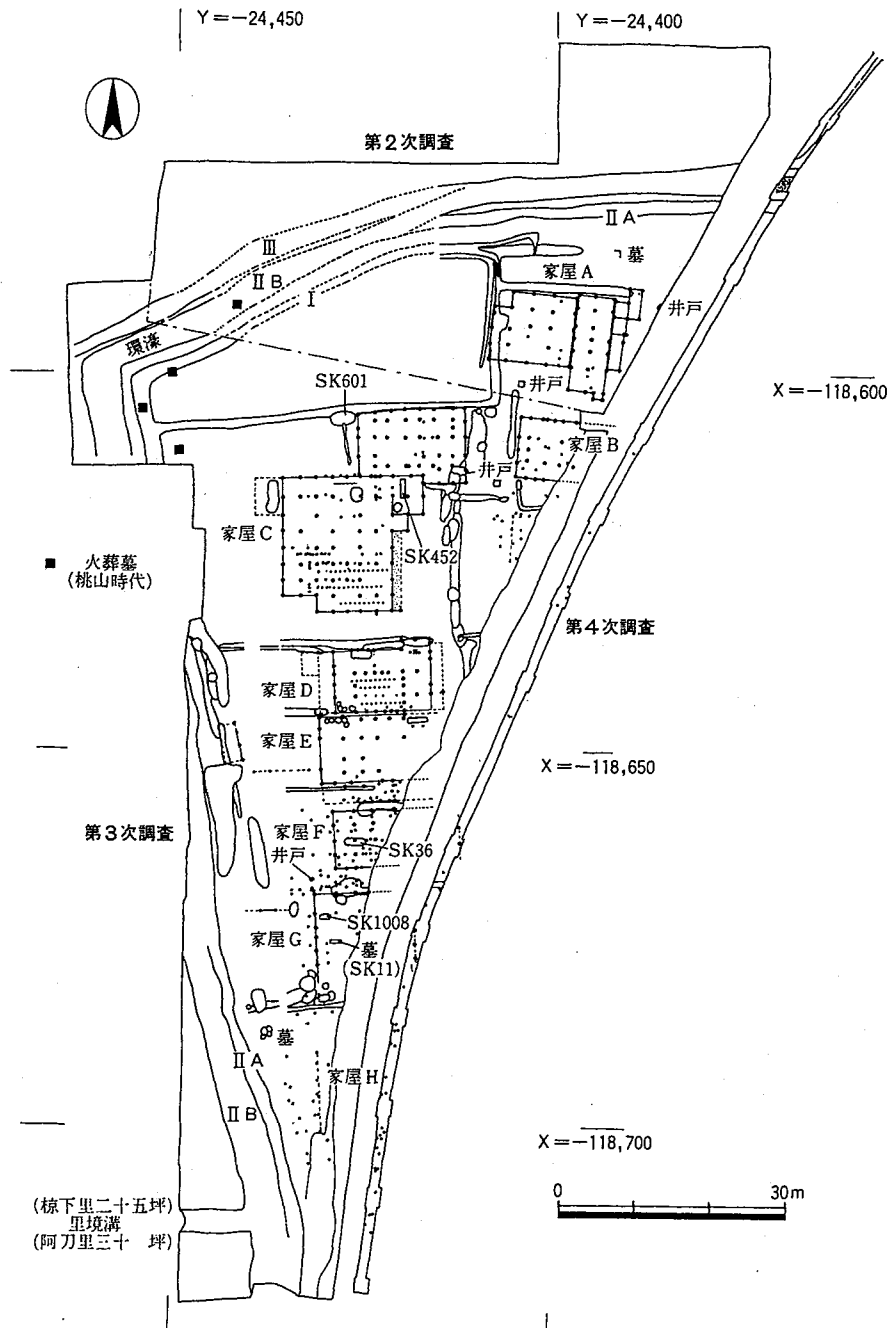 Y=-24,450
Y=-24,400
第2次調査
III
II A
II B
I
墓
家屋A
井戸
環濠
井戸
SK601
X=-118,600
家屋B
井戸
家屋C
SK452
火葬墓
(桃山時代)
第4次調査
家屋D
家屋E
X=-118,650
第3次調査
家屋F
井戸
SK36
SK1008
家屋G
墓
(SK11)
墓
II A
家屋H
II B
X=-118,700
0
30m
(椋下里二十五坪)
里境溝
(阿刀里三十 坪)